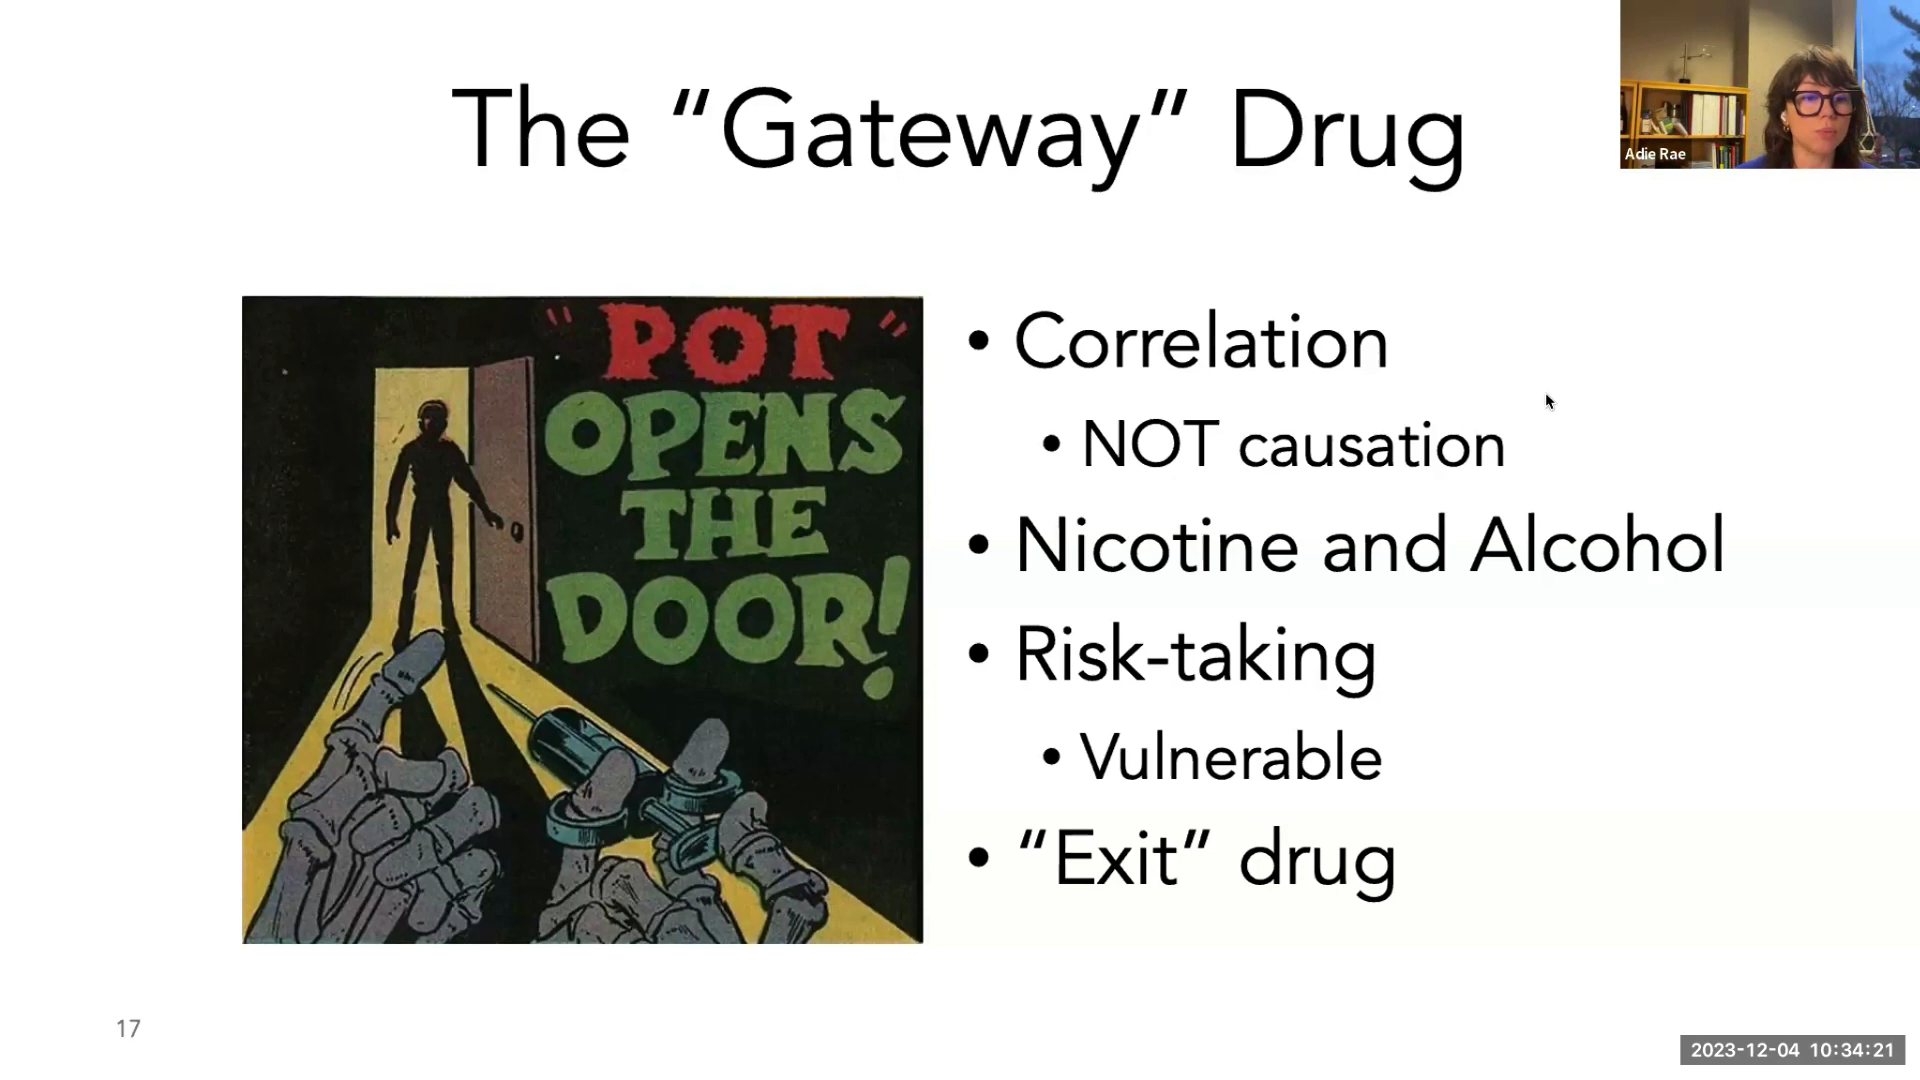 The “Gateway” Drug
Adie Rae
" POT "
OPENS
THE
DOOR!
• Correlation
• NOT causation
• Nicotine and Alcohol
• Risk-taking
• Vulnerable
• “Exit” drug
17
2023-12-04 10:34:21